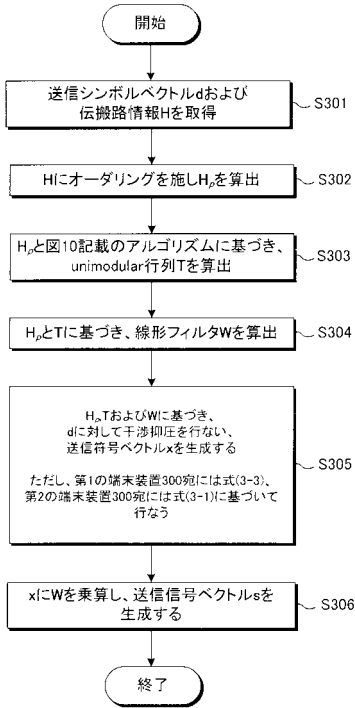 開始
送信シンボルベクトルdおよび
伝搬路情報Hを取得
S301
HにオーダリングをTを施しHpを算出
S302
Hpと図10記載のアルゴリズムに基づき、
unimodular行列Tを算出
S303
HpとTに基づき、線形フィルタWを算出
S304
Hp,TおよびWに基づき、
dに対して干渉抑圧を行ない、
送信符号ベクトルxを生成する
ただし、第1の端末装置300宛には式(3-3)、
第2の端末装置300宛には式(3-1)に基づいて
行なう
S305
xにWを乗算し、送信信号ベクトルsを
生成する
S306
終了